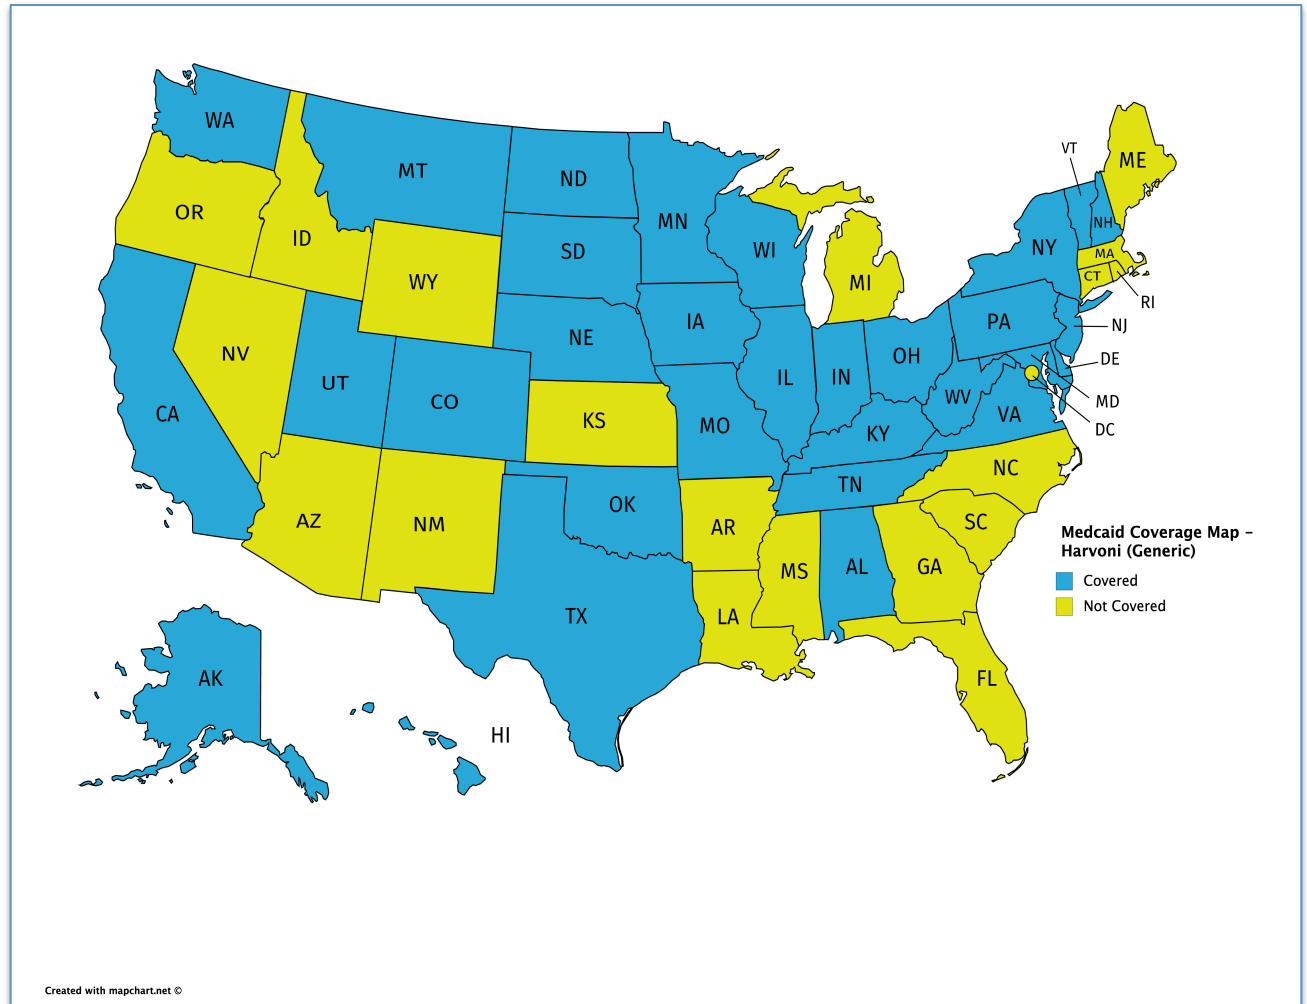 WA
MT
ND
MN
VT
ME
OR
ID
SD
WI
NY
NH
MA
WY
MI
CT
RI
NV
UT
CO
NE
IA
IL
IN
OH
PA
NJ
DE
CA
KS
MO
KY
WV
VA
MD
DC
AZ
NM
OK
AR
TN
NC
SC
TX
LA
MS
AL
GA
FL
Medcaid Coverage Map –
Harvoni (Generic)
Covered
Not Covered
AK
HI
Created with mapchart.net ©